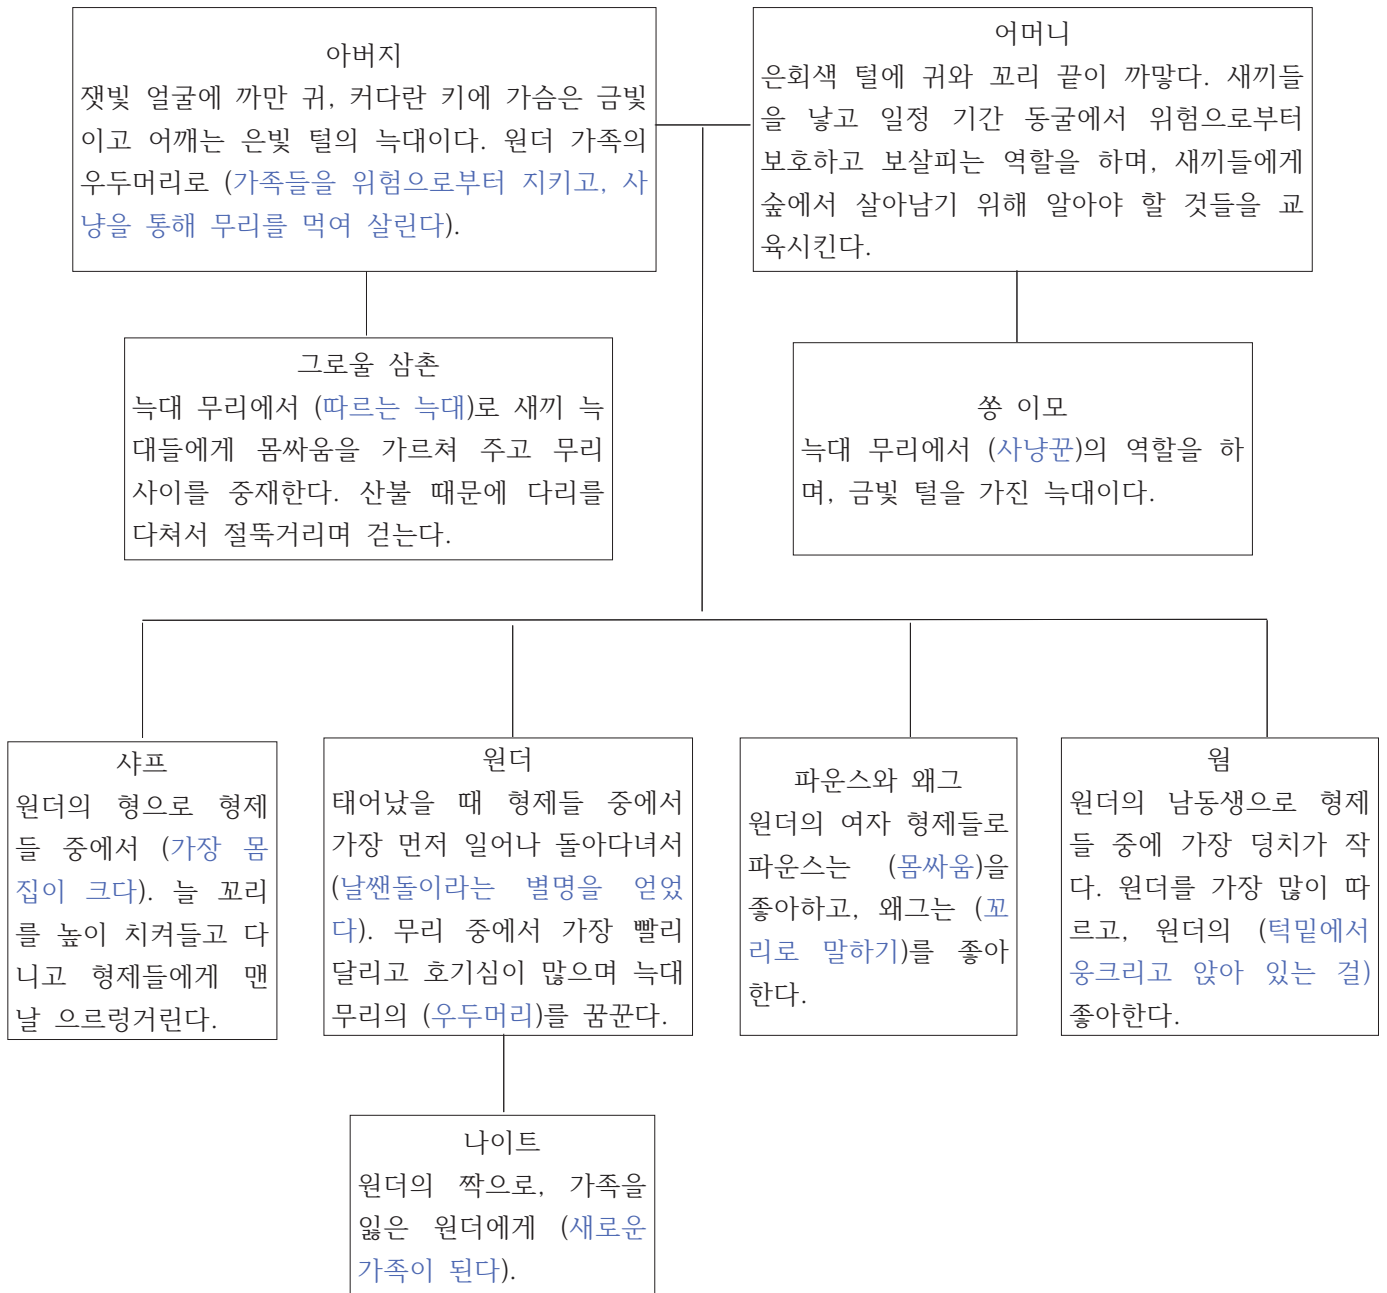 아버지
잿빛 얼굴에 까만 귀, 커다란 키에 가슴은 금빛
이고 어깨는 은빛 털의 늑대이다. 원더 가족의
우두머리로 (가족들을 위험으로부터 지키고, 사
냥을 통해 무리를 먹여 살린다).
어머니
은회색 털에 귀와 꼬리 끝이 까맣다. 새끼들
을 낳고 일정 기간 동굴에서 위험으로부터
보호하고 보살피는 역할을 하며, 새끼들에게
숲에서 살아남기 위해 알아야 할 것들을 교
육시킨다.
그로울 삼촌
늑대 무리에서 (따르는 늑대)로 새끼 늑
대들에게 몸싸움을 가르쳐 주고 무리
사이를 중재한다. 산불 때문에 다리를
다쳐서 절뚝거리며 걷는다.
쏭 이모
늑대 무리에서 (사냥꾼)의 역할을 하
며, 금빛 털을 가진 늑대이다.
샤프
원더의 형으로 형제
들 중에서 (가장 몸
집이 크다). 늘 꼬리
를 높이 치켜들고 다
니고 형제들에게 맨
날 으르렁거린다.
원더
태어났을 때 형제들 중에서
가장 먼저 일어나 돌아다녀서
(날쌘돌이라는 별명을 얻었
다). 무리 중에서 가장 빨리
달리고 호기심이 많으며 늑대
무리의 (우두머리)를 꿈꾼다.
파운스와 왜그
원더의 여자 형제들로
파운스는 (몸싸움)을
좋아하고, 왜그는 (꼬
리로 말하기)를 좋아
한다.
웜
원더의 남동생으로 형제
들 중에 가장 덩치가 작
다. 원더를 가장 많이 따
르고, 원더의 (턱밑에서
웅크리고 앉아 있는 걸)
좋아한다.
나이트
원더의 짝으로, 가족을
잃은 원더에게 (새로운
가족이 된다).